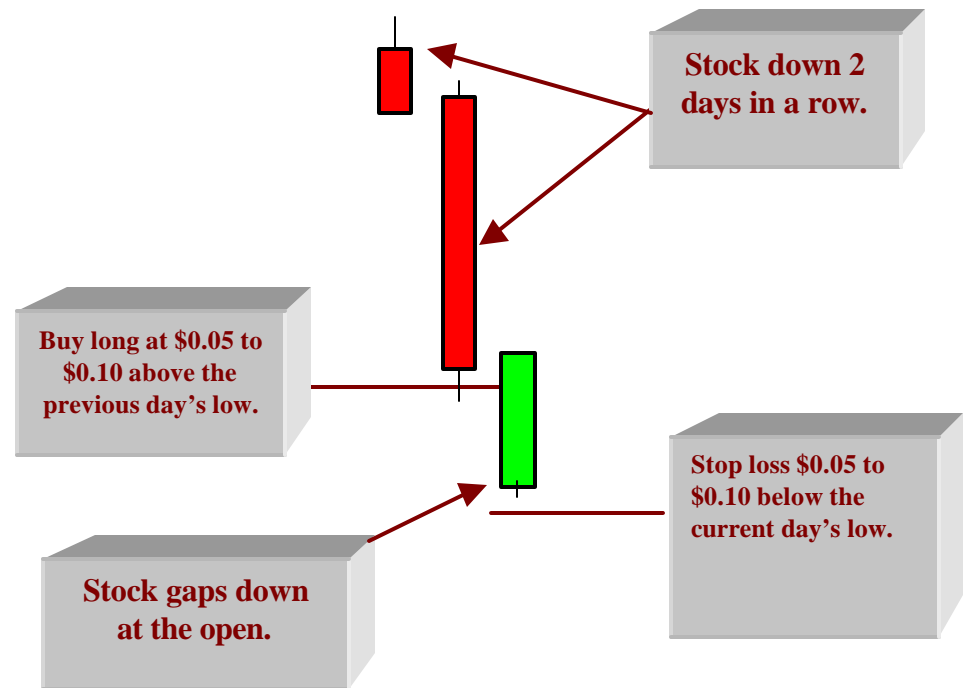 Stock down 2
days in a row.
Buy long at $0.05 to
$0.10 above the
previous day’s low.
Stop loss $0.05 to
$0.10 below the
current day’s low.
Stock gaps down
at the open.